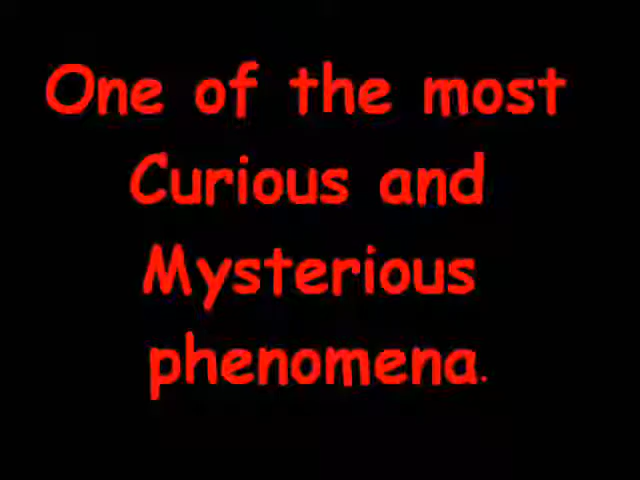 One of the most
Curious and
Mysterious
phenomena.